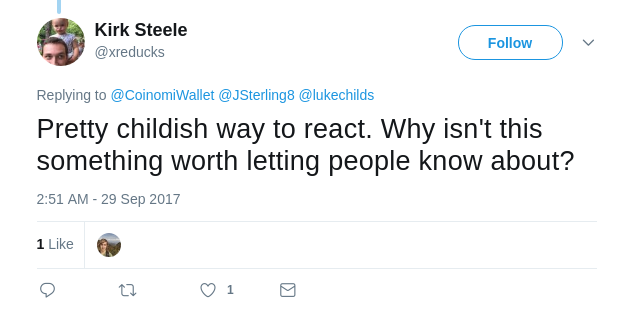 Kirk Steele
@xreducks
Follow
Replying to @CoinomiWallet @JSterling8 @lukechilds
Pretty childish way to react. Why isn't this
something worth letting people know about?
2:51 AM - 29 Sep 2017
1 Like
1